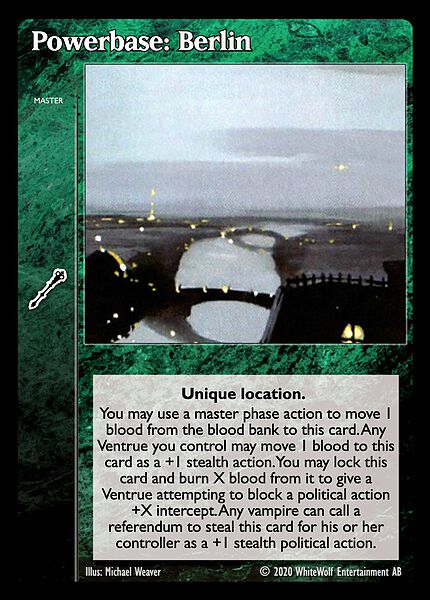 Powerbase: Berlin
MASTER
Unique location.
You may use a master phase action to move 1
blood from the blood bank to this card.Any
Ventrue you control may move 1 blood to this
card as a +1 stealth action.You may lock this
card and burn X blood from it to give a
Ventrue attempting to block a political action
+X intercept.Any vampire can call a
referendum to steal this card for his or her
controller as a +1 stealth political action.
Illus: Michael Weaver © 2020 WhiteWolf Entertainment AB